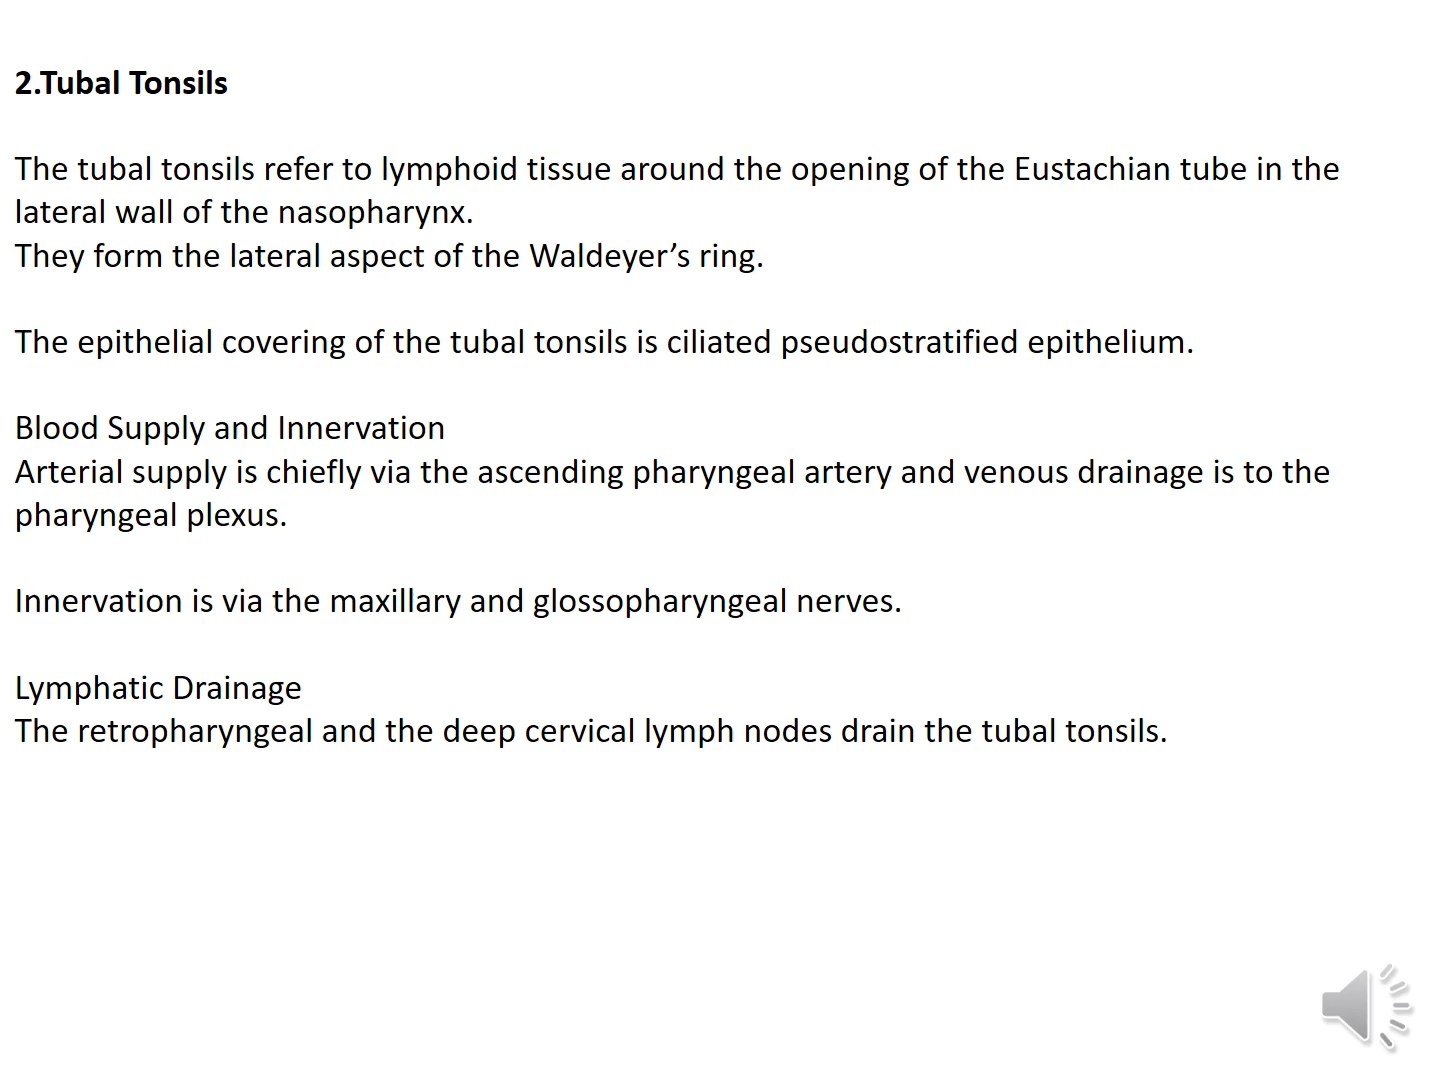 2.Tubal Tonsils
The tubal tonsils refer to lymphoid tissue around the opening of the Eustachian tube in the
lateral wall of the nasopharynx.
They form the lateral aspect of the Waldeyer’s ring.
The epithelial covering of the tubal tonsils is ciliated pseudostratified epithelium.
Blood Supply and Innervation
Arterial supply is chiefly via the ascending pharyngeal artery and venous drainage is to the
pharyngeal plexus.
Innervation is via the maxillary and glossopharyngeal nerves.
Lymphatic Drainage
The retropharyngeal and the deep cervical lymph nodes drain the tubal tonsils.